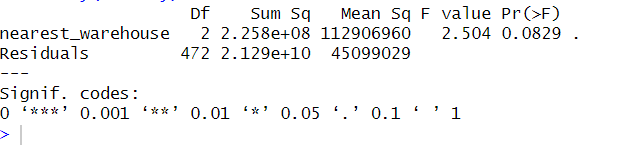 Df Sum Sq Mean Sq F value Pr(>F)
nearest_warehouse 2 2.258e+08 112906960 2.504 0.0829 .
Residuals 472 2.129e+10 45099029
---
Signif. codes:
0 ‘***’ 0.001 ‘**’ 0.01 ‘*’ 0.05 ‘.’ 0.1 ‘ ’ 1
>